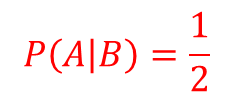 P(A|B) = 1/2